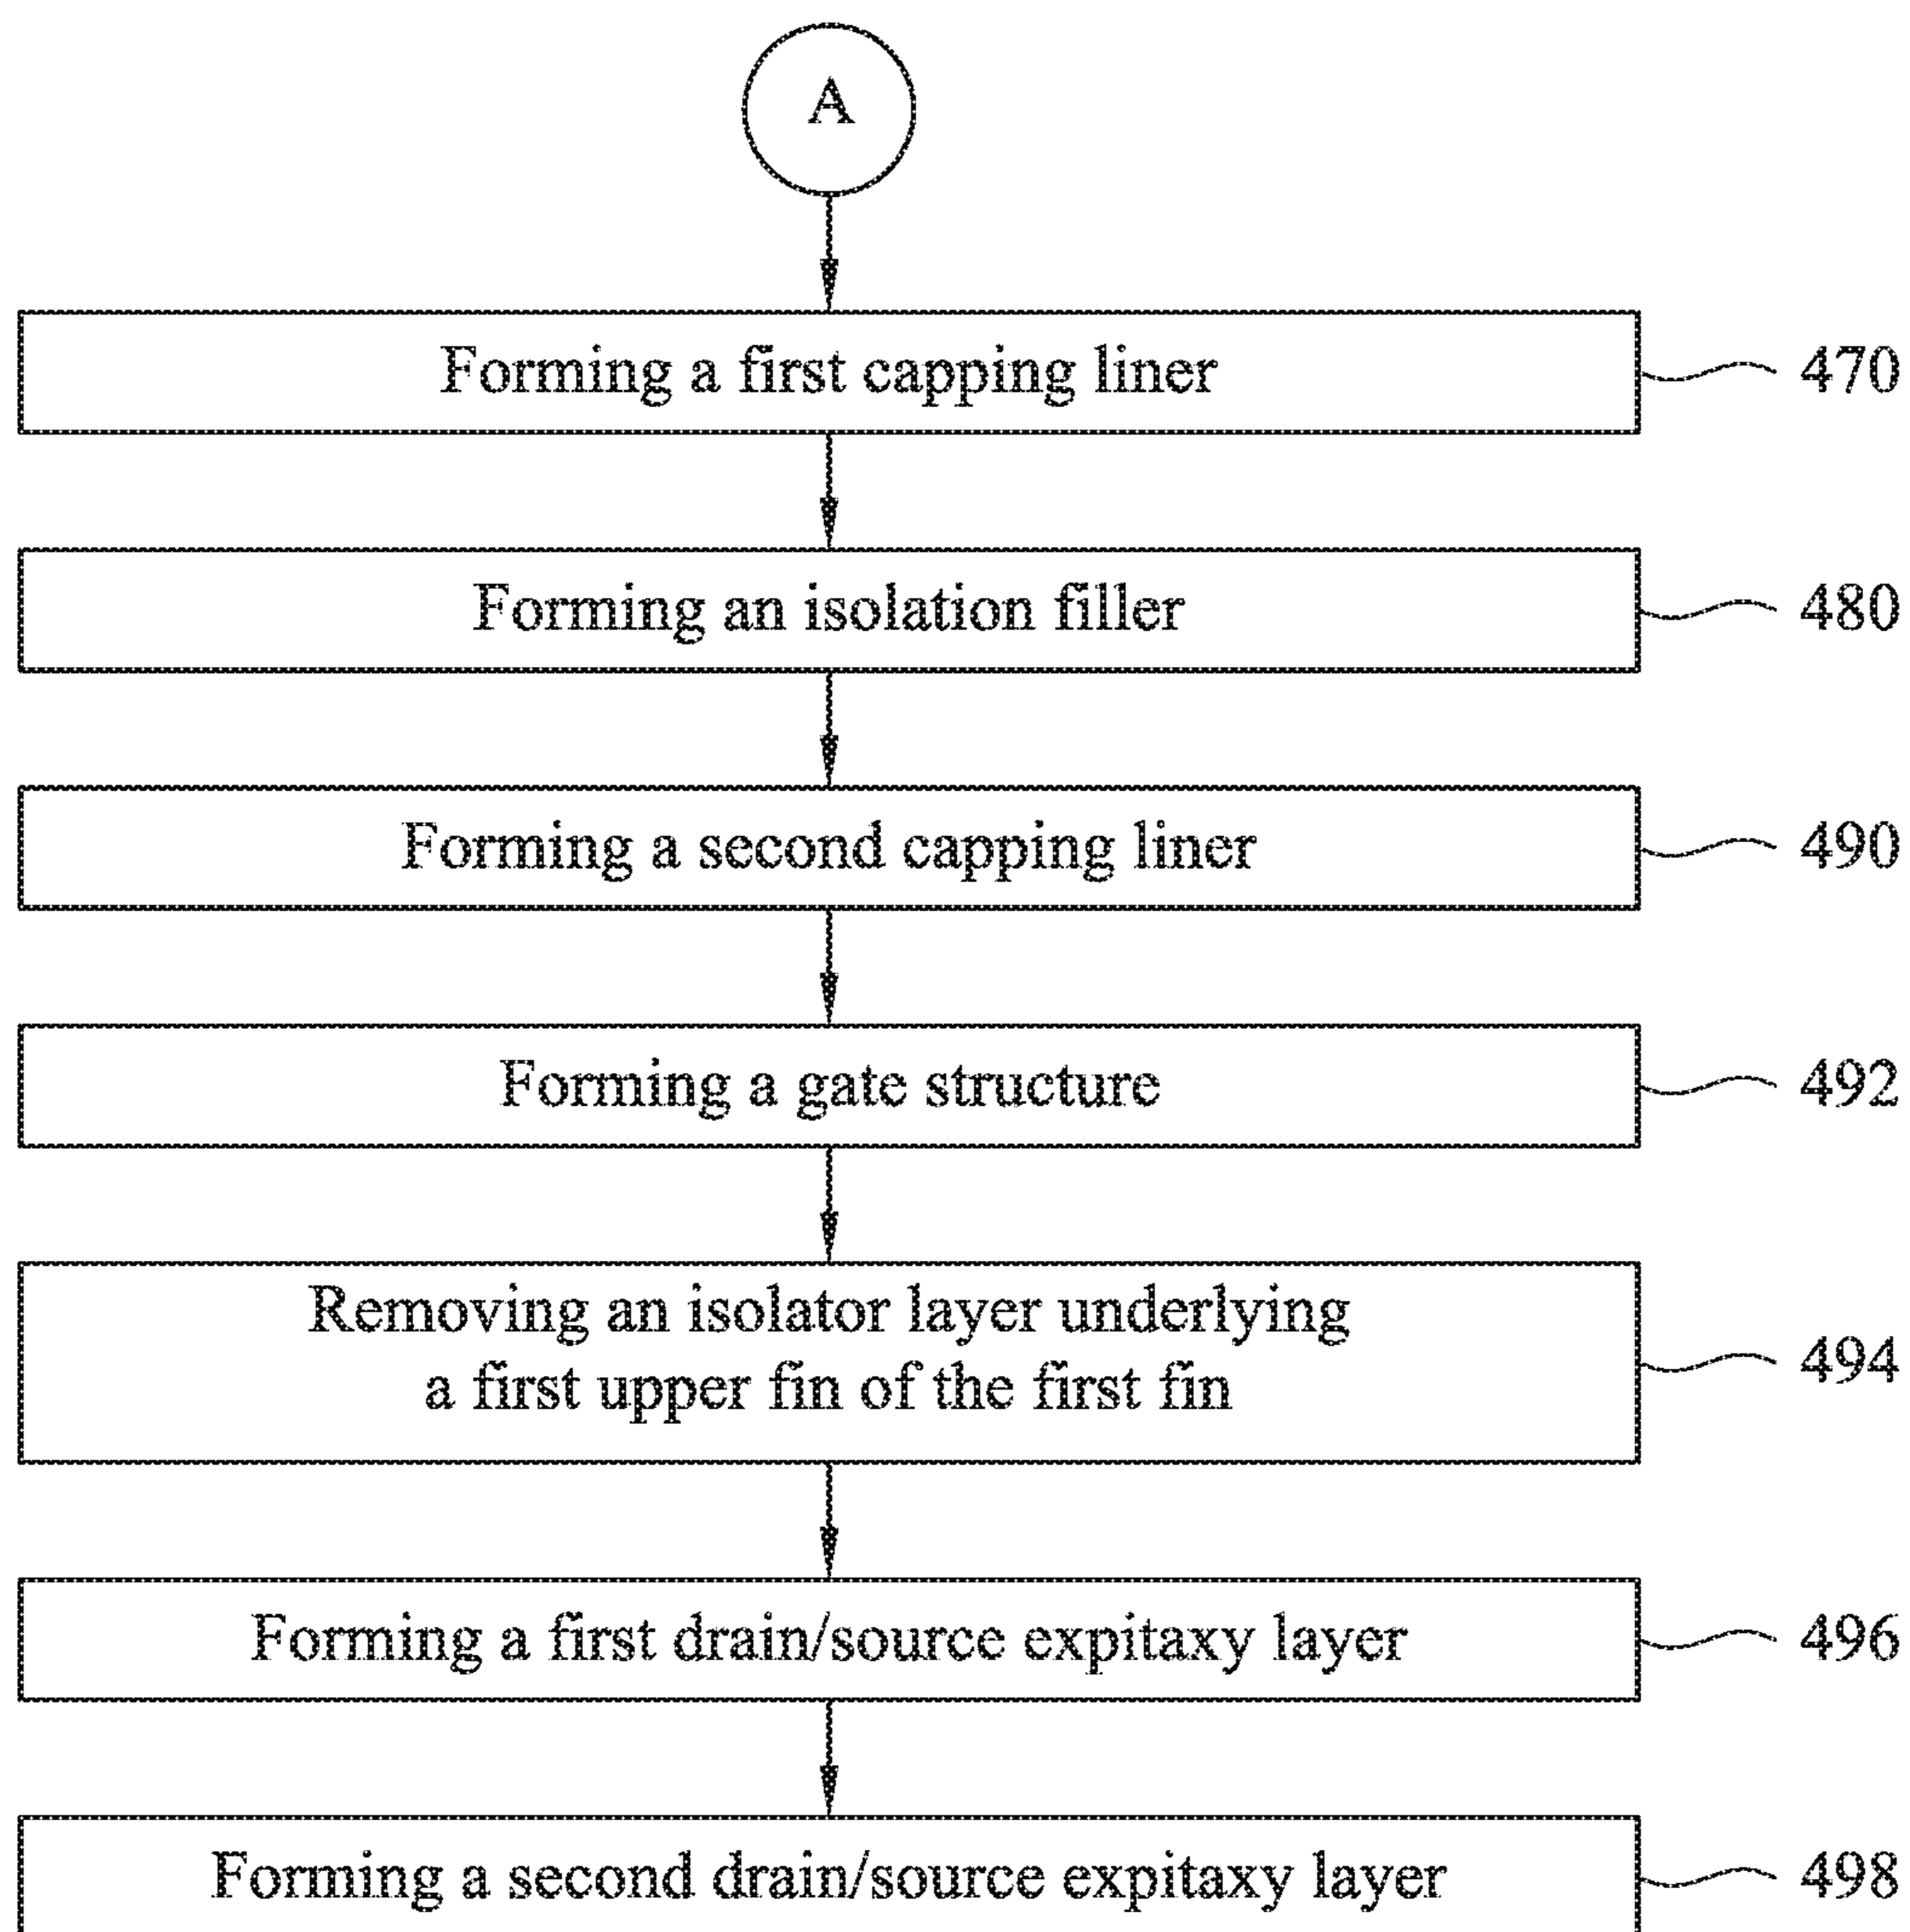 A
Forming a first capping liner
470
Forming an isolation filler
480
Forming a second capping liner
490
Forming a gate structure
492
Removing an isolator layer underlying
a first upper fin of the first fin
494
Forming a first drain/source expitaxy layer
496
Forming a second drain/source expitaxy layer
498